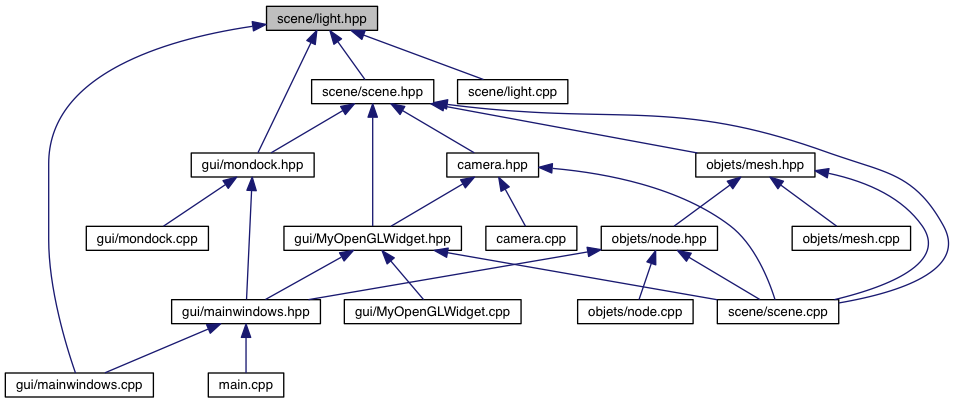 scene/light.hpp
scene/scene.hpp
scene/light.cpp
gui/mondock.hpp
camera.hpp
objets/mesh.hpp
gui/mondock.cpp
gui/MyOpenGLWidget.hpp
camera.cpp
objets/node.hpp
objets/mesh.cpp
gui/mainwindows.hpp
gui/MyOpenGLWidget.cpp
objets/node.cpp
scene/scene.cpp
gui/mainwindows.cpp
main.cpp